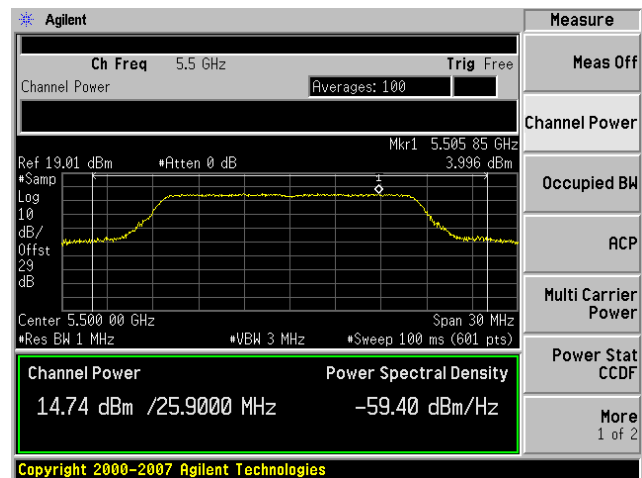 Agilent
Measure
Ch Freq 5.5 GHz Trig Free
Channel Power Averages: 100
Mkr1 5.505 85 GHz
Ref 19.01 dBm #Atten 0 dB 3.996 dBm
#Samp
Log
10
dB/
Offst
29
dB
1
Center 5.500 00 GHz Span 30 MHz
#Res BW 1 MHz #VBW 3 MHz #Sweep 100 ms (601 pts)
Channel Power Power Spectral Density
14.74 dBm /25.9000 MHz -59.40 dBm/Hz
Meas Off
Channel Power
Occupied BW
ACP
Multi Carrier
Power
Power Stat
CCDF
More
1 of 2
Copyright 2000-2007 Agilent Technologies